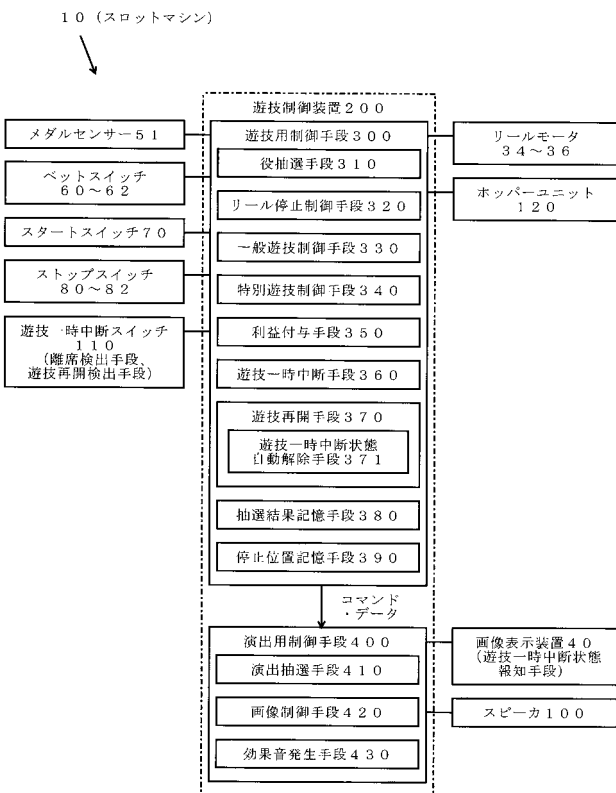 １０（スロットマシン）
遊技制御装置２００
メダルセンサー５１
ベットスイッチ
６０～６２
スタートスイッチ７０
ストップスイッチ
８０～８２
遊技一時中断スイッチ
１１０
（離席検出手段、
遊技再開検出手段）
遊技用制御手段３００
役抽選手段３１０
リール停止制御手段３２０
一般遊技制御手段３３０
特別遊技制御手段３４０
利益付与手段３５０
遊技一時中断手段３６０
遊技再開手段３７０
遊技一時中断状態
自動解除手段３７１
抽選結果記憶手段３８０
停止位置記憶手段３９０
リールモータ
３４～３６
ホッパーユニット
１２０
コマンド
・データ
演出用制御手段４００
演出抽選手段４１０
画像制御手段４２０
効果音発生手段４３０
画像表示装置４０
（遊技一時中断状態
報知手段）
スピーカ１００